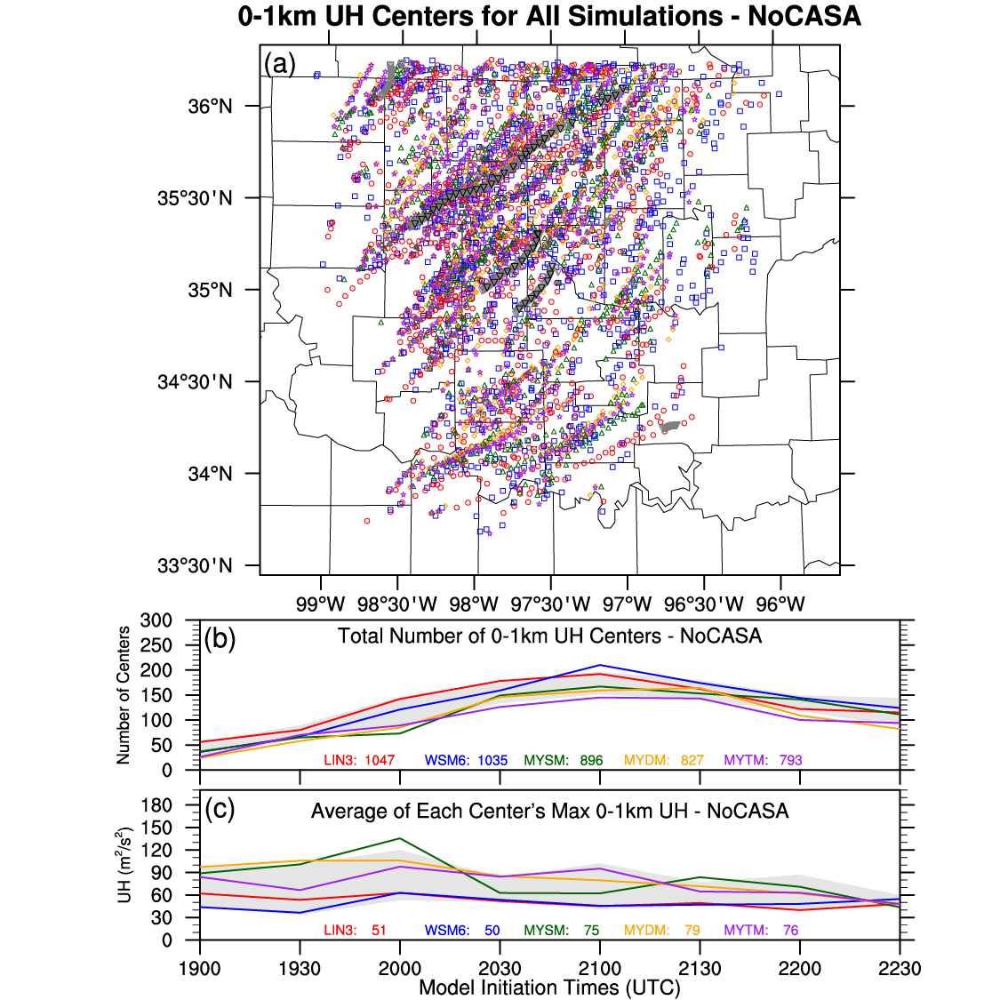 0-1km UH Centers for All Simulations - NoCASA
(a)
36°N
35°30'N
35°N
34°30'N
34°N
33°30'N
99°W 98°30'W 98°W 97°30'W 97°W 96°30'W 96°W
300
250
200
150
100
50
0
Number of Centers
(b)
Total Number of 0-1km UH Centers - NoCASA
LIN3: 1047 WSM6: 1035 MYSM: 896 MYDM: 827 MYTM: 793
180
150
120
90
60
30
0
UH (m²/s²)
(c)
Average of Each Center's Max 0-1km UH - NoCASA
LIN3: 51 WSM6: 50 MYSM: 75 MYDM: 79 MYTM: 76
1900 1930 2000 2030 2100 2130 2200 2230
Model Initiation Times (UTC)